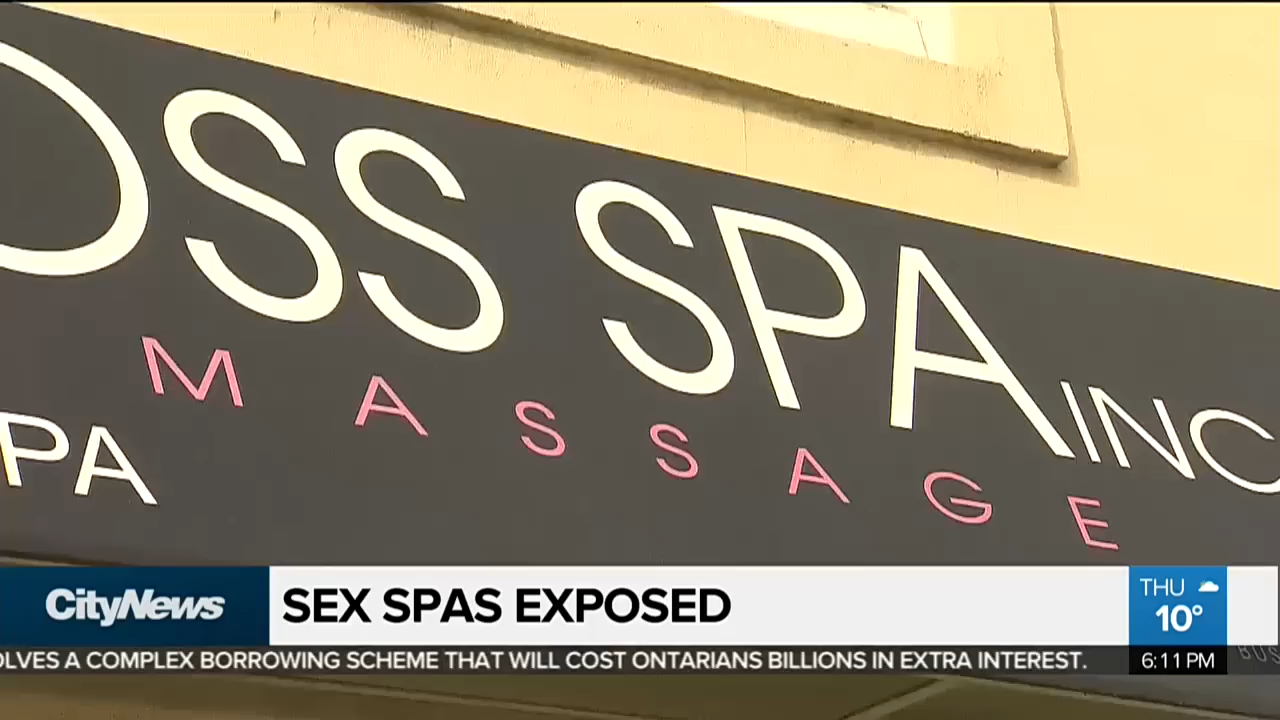 OSS SPA INC
MASSAGE
PA
CityNews
SEX SPAS EXPOSED
THU
10°
OLVES A COMPLEX BORROWING SCHEME THAT WILL COST ONTARIANS BILLIONS IN EXTRA INTEREST.
6:11 PM